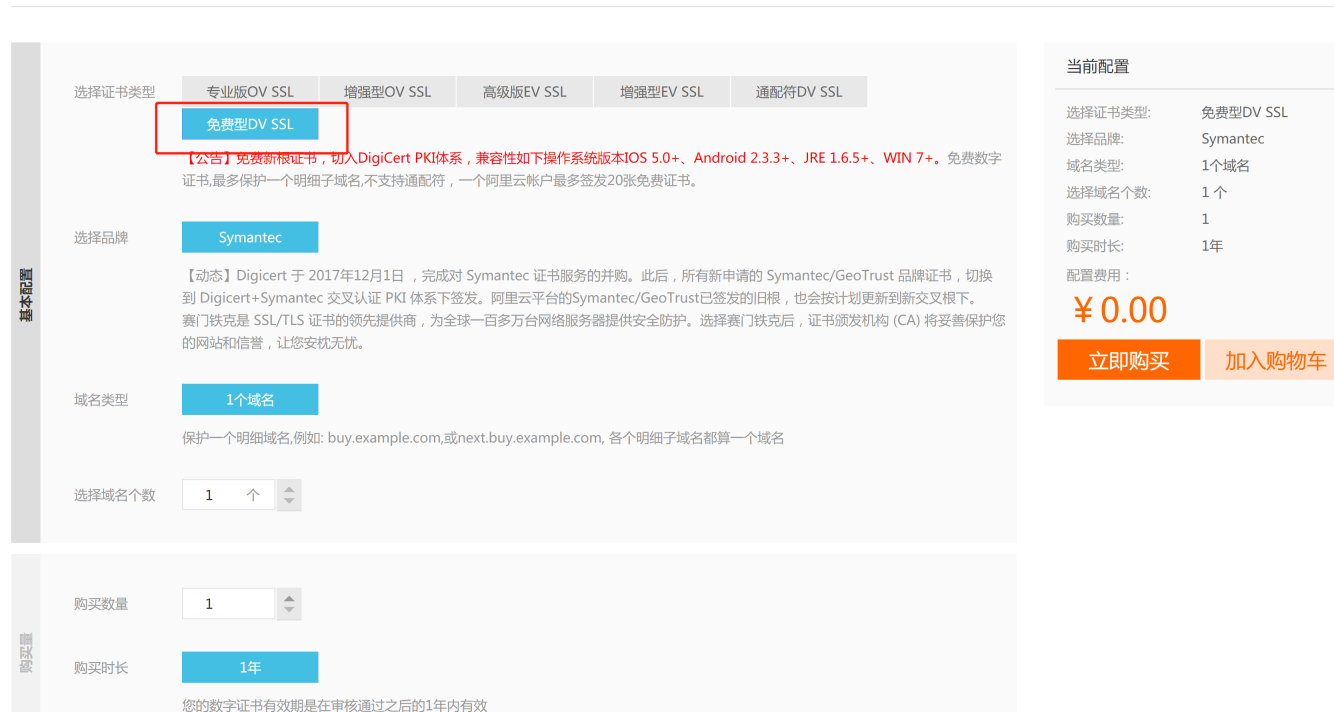 选择证书类型
专业版OV SSL
增强型OV SSL
高级版EV SSL
增强型EV SSL
通配符DV SSL
免费型DV SSL
【公告】免费新根证书，切入DigiCert PKI体系，兼容性如下操作系统版本IOS 5.0+、Android 2.3.3+、JRE 1.6.5+、WIN 7+。免费数字
证书,最多保护一个明细子域名,不支持通配符，一个阿里云帐户最多签发20张免费证书。
选择品牌
Symantec
【动态】Digicert 于 2017年12月1日 ，完成对 Symantec 证书服务的并购。此后，所有新申请的 Symantec/GeoTrust 品牌证书，切换
到 Digicert+Symantec 交叉认证 PKI 体系下签发。阿里云平台的Symantec/GeoTrust已签发的旧根，也会按计划更新到新交叉根下。
赛门铁克是 SSL/TLS 证书的领先提供商，为全球一百多万台网络服务器提供安全防护。选择赛门铁克后，证书颁发机构 (CA) 将妥善保护您
的网站和信誉，让您安枕无忧。
域名类型
1个域名
保护一个明细域名,例如: buy.example.com,或next.buy.example.com, 各个明细子域名都算一个域名
选择域名个数
1 个
基本配置
购买数量
1
购买时长
1年
您的数字证书有效期是在审核通过之后的1年内有效
购买量
当前配置
选择证书类型: 免费型DV SSL
选择品牌: Symantec
域名类型: 1个域名
选择域名个数: 1 个
购买数量: 1
购买时长: 1年
配置费用：
¥ 0.00
立即购买
加入购物车